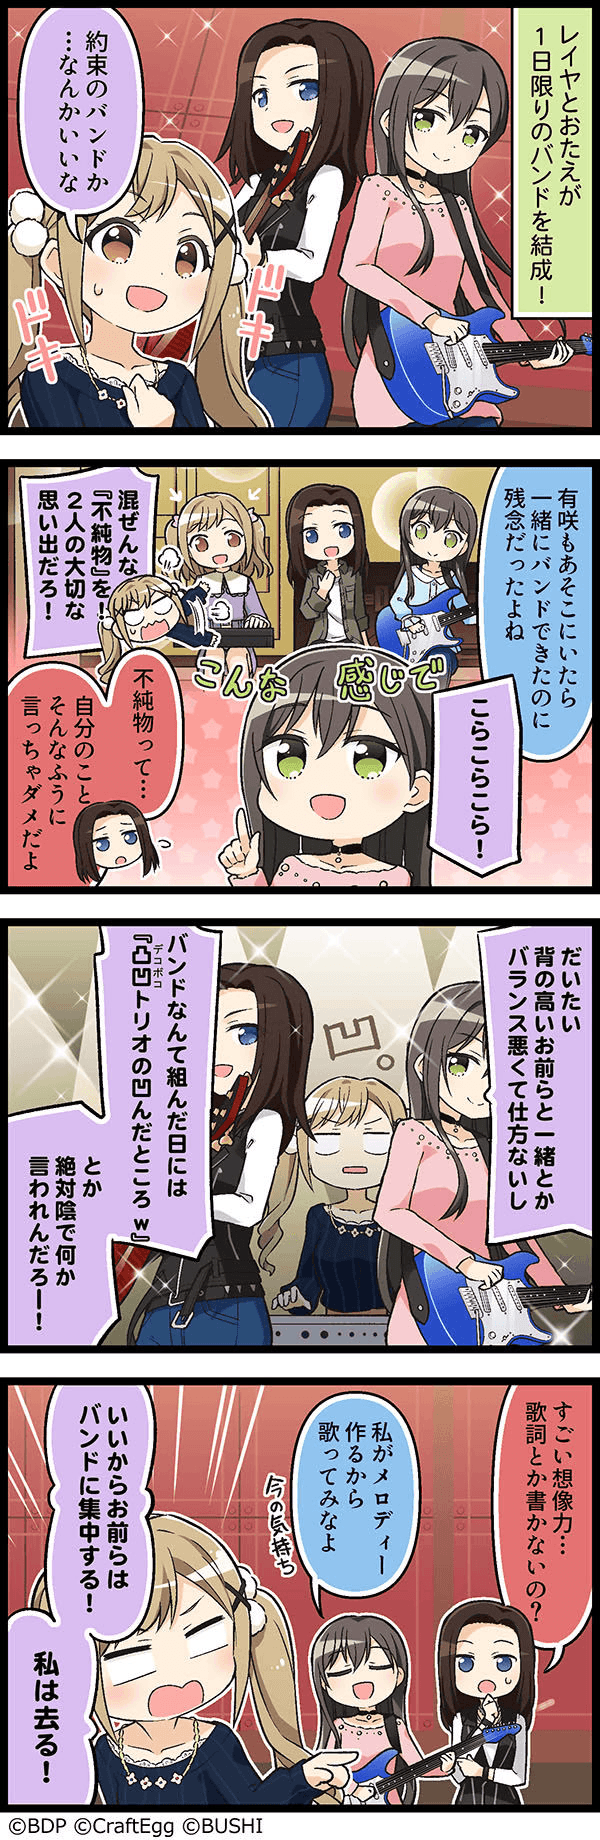 レイヤとおたえが
1日限りのバンドを結成！
約束のバンドか
…なんかいいな
ドキ
ドキ
有咲もあそこにいたら
一緒にバンドできたのに
残念だったよね
こんな 感じで
こらこらこら！
混ぜんな
『不純物』を！
2人の大切な
思い出だろ！
不純物って…
自分のこと
そんなふうに
言っちゃダメだよ
だいたい
背の高いお前らと一緒とか
バランス悪くて仕方ないし
凹。
バンドなんて組んだ日には
『凸凹トリオの凹んだところw』
デコボコ
とか
絶対陰で何か
言われんだろー！
すごい想像力…
歌詞とか書かないの？
私がメロディー
作るから
歌ってみなよ
今の気持ち
いいからお前らは
バンドに集中する！
私は去る！
©BDP ©CraftEgg ©BUSHI